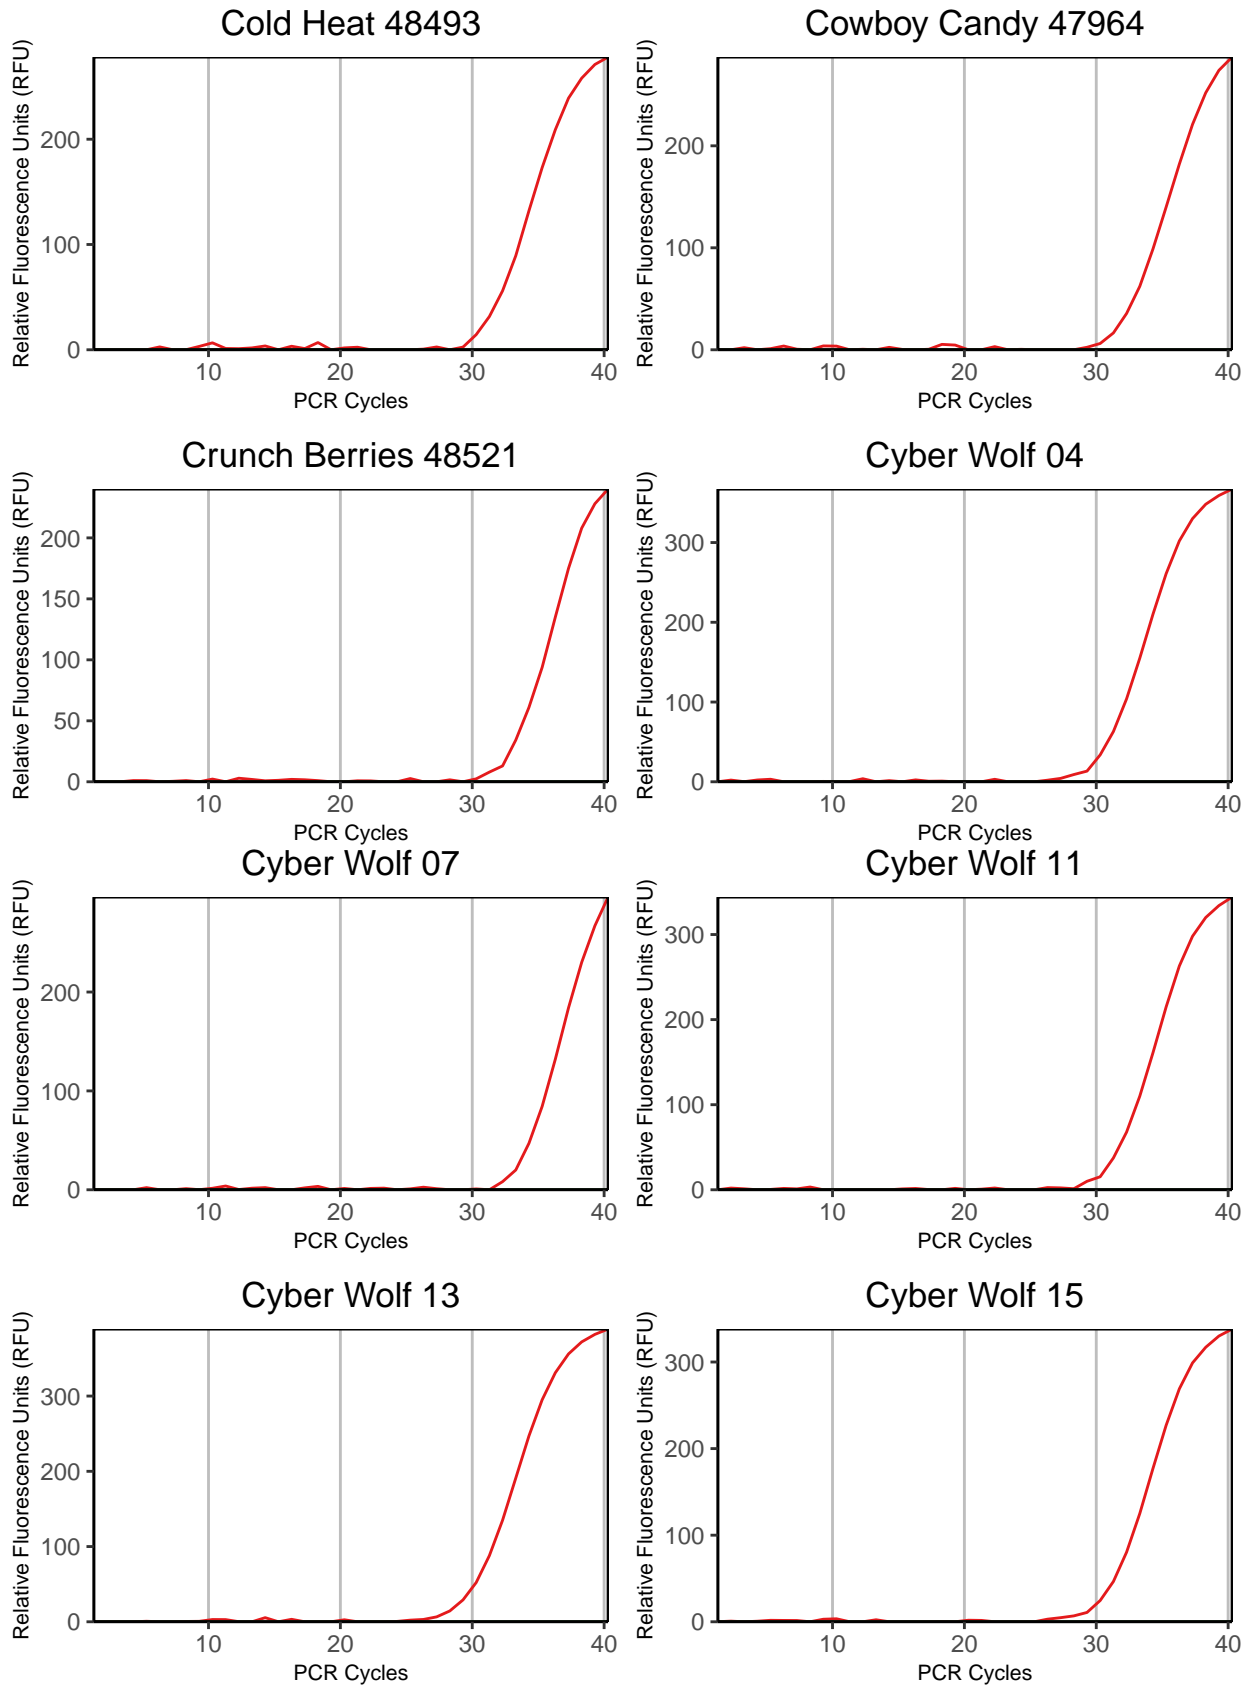 Cold Heat 48493
Relative Fluorescence Units (RFU)
200
100
0
10 20 30 40
PCR Cycles
Cowboy Candy 47964
Relative Fluorescence Units (RFU)
200
100
0
10 20 30 40
PCR Cycles
Crunch Berries 48521
Relative Fluorescence Units (RFU)
200
150
100
50
0
10 20 30 40
PCR Cycles
Cyber Wolf 04
Relative Fluorescence Units (RFU)
300
200
100
0
10 20 30 40
PCR Cycles
Cyber Wolf 07
Relative Fluorescence Units (RFU)
200
100
0
10 20 30 40
PCR Cycles
Cyber Wolf 11
Relative Fluorescence Units (RFU)
300
200
100
0
10 20 30 40
PCR Cycles
Cyber Wolf 13
Relative Fluorescence Units (RFU)
300
200
100
0
10 20 30 40
PCR Cycles
Cyber Wolf 15
Relative Fluorescence Units (RFU)
300
200
100
0
10 20 30 40
PCR Cycles